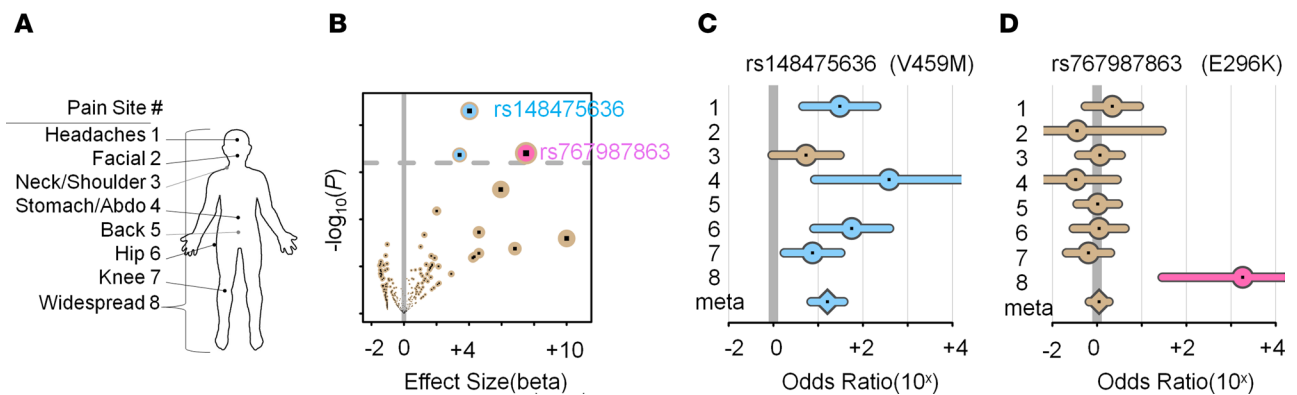 A
Pain Site #
Headaches 1
Facial 2
Neck/Shoulder 3
Stomach/Abdo 4
Back 5
Hip 6
Knee 7
Widespread 8
B
rs148475636
rs767987863
-log10(P)
-2 0 +4 +10
Effect Size(beta)
C
rs148475636 (V459M)
1
2
3
4
5
6
7
8
meta
-2 0 +2 +4
Odds Ratio(10ˣ)
D
rs767987863 (E296K)
1
2
3
4
5
6
7
8
meta
-2 0 +2 +4
Odds Ratio(10ˣ)